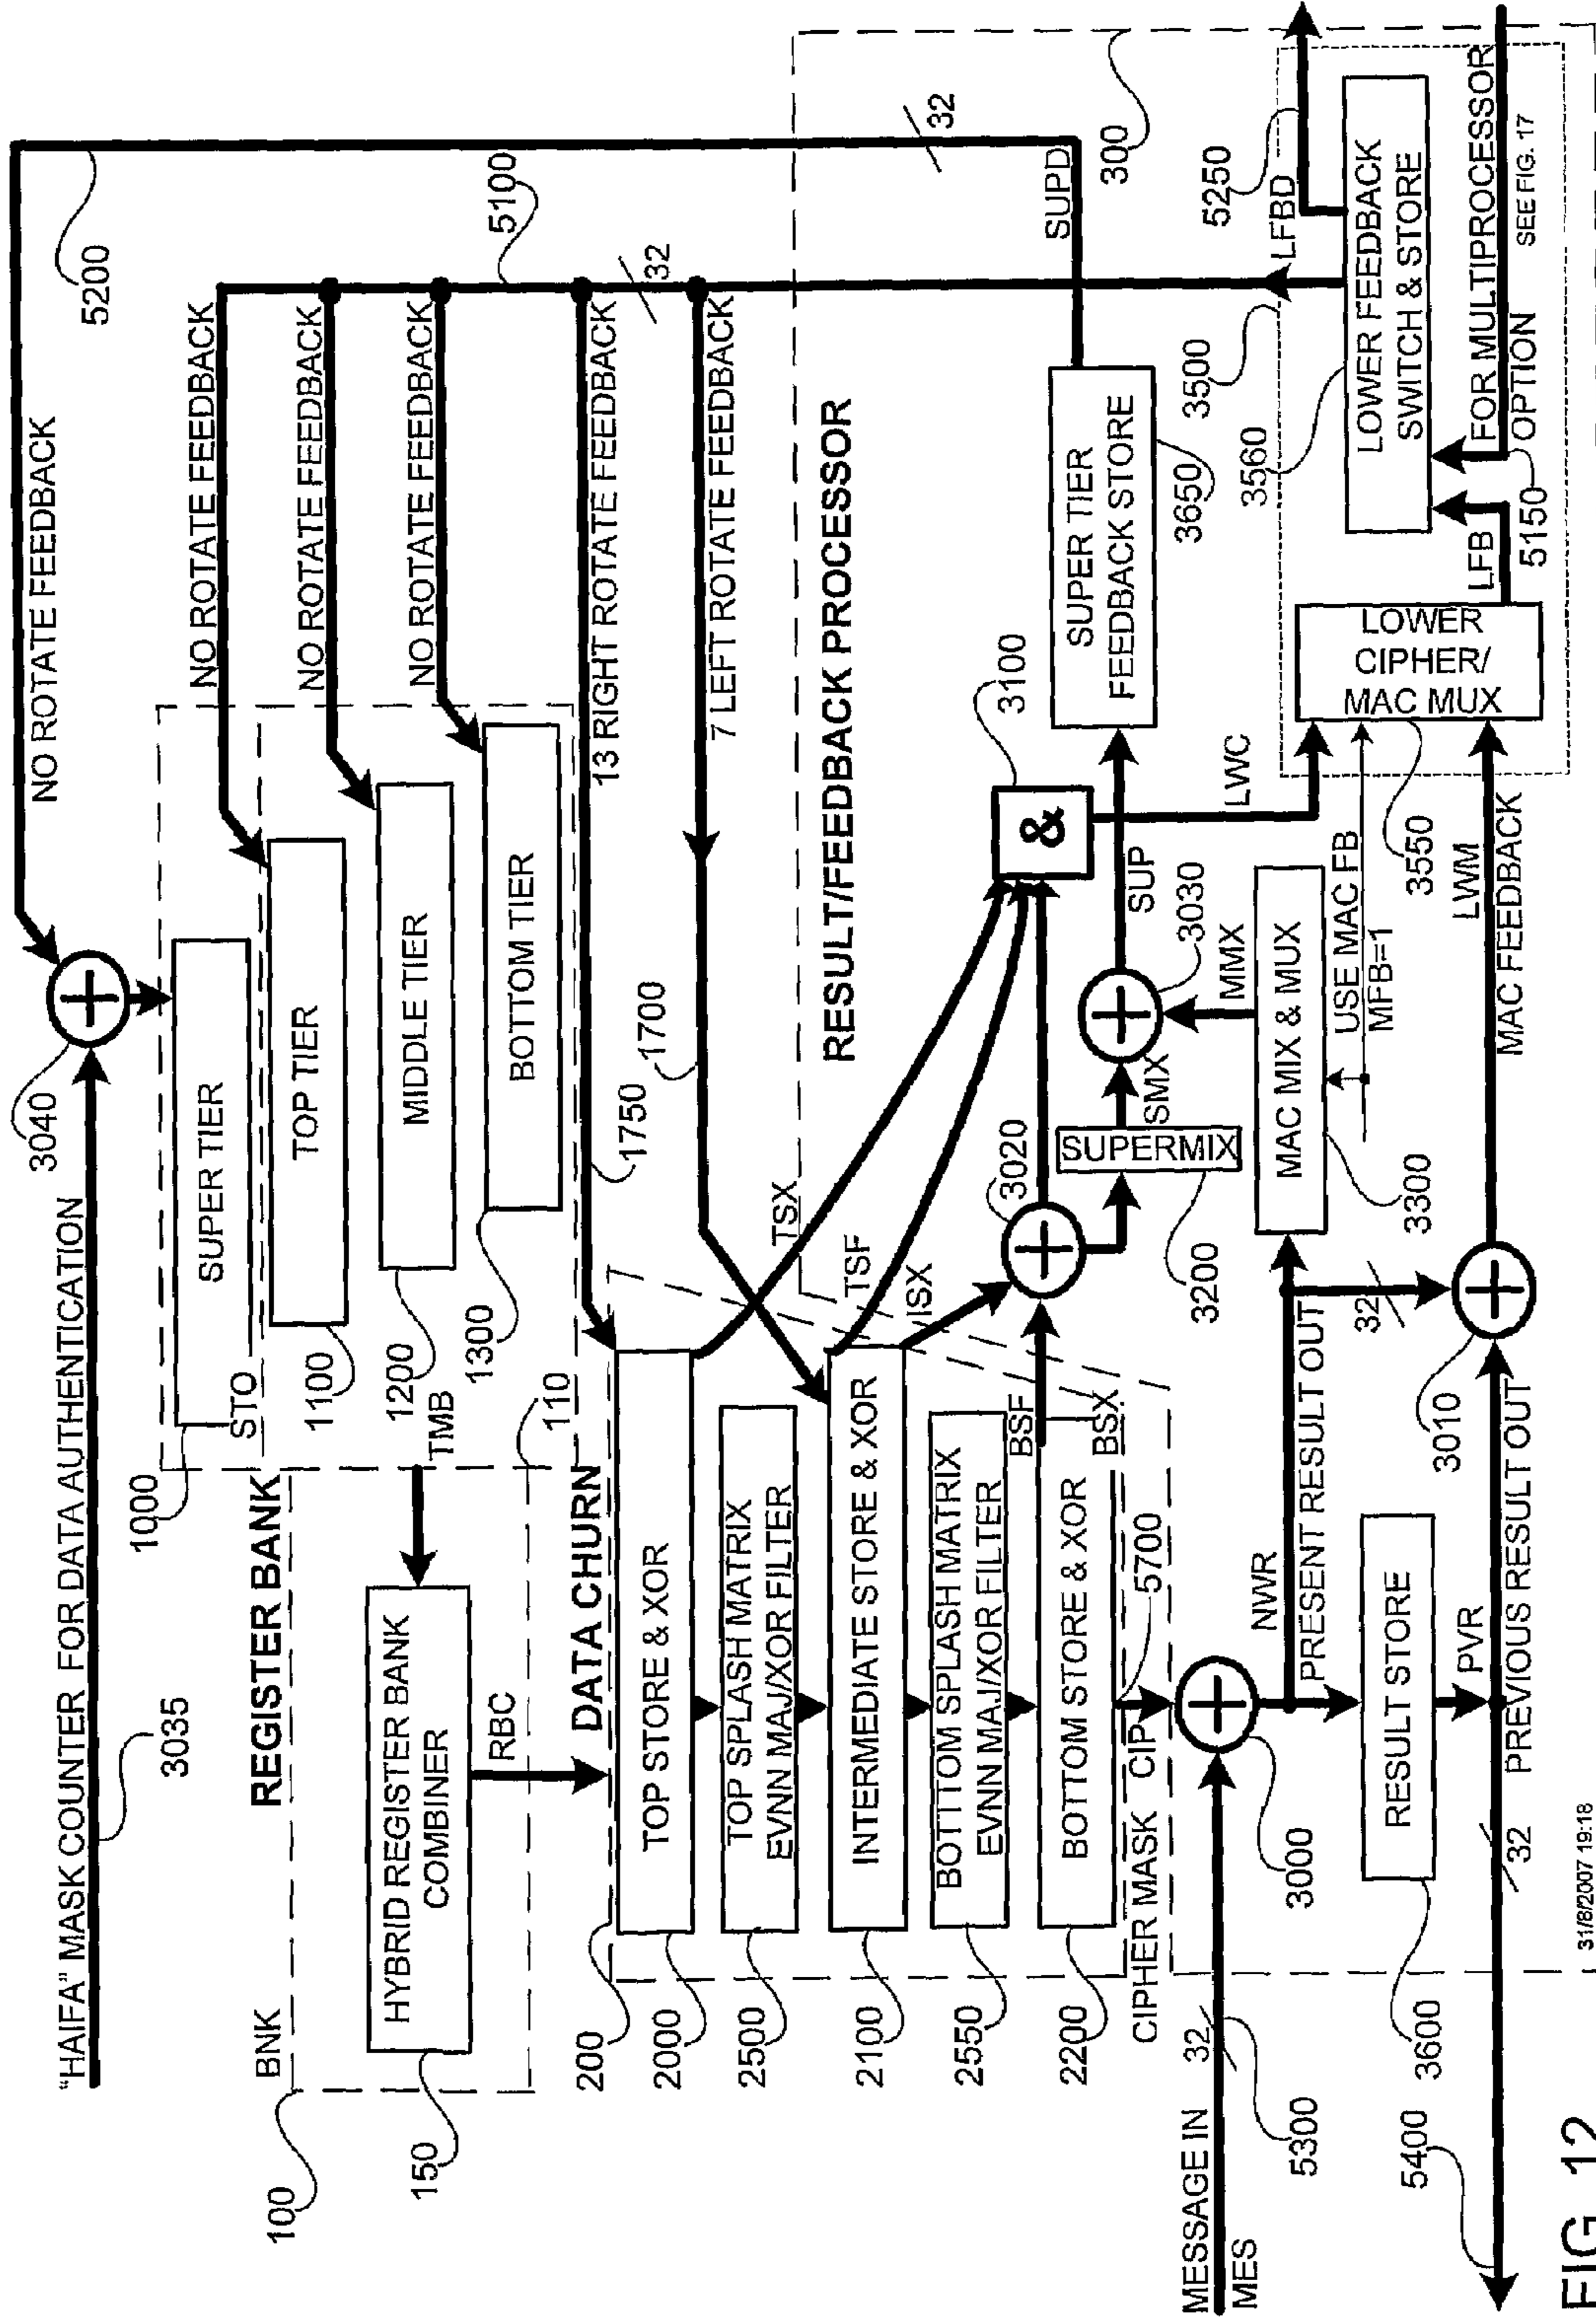 "HAIFA" MASK COUNTER FOR DATA AUTHENTICATION
3035
3040
NO ROTATE FEEDBACK
5200
BNK
REGISTER BANK
100
150
HYBRID REGISTER BANK
COMBINER
RBC
1000
SUPER TIER
STO
TOP TIER
1100
MIDDLE TIER
1200
TMB
BOTTOM TIER
1300
110
NO ROTATE FEEDBACK
NO ROTATE FEEDBACK
NO ROTATE FEEDBACK
13 RIGHT ROTATE FEEDBACK
7 LEFT ROTATE FEEDBACK
5100
32
32
1750
1700
DATA CHURN
200
TOP STORE & XOR
2000
TOP SPLASH MATRIX
EVNN MAJ/XOR FILTER
2500
INTERMEDIATE STORE & XOR
2100
BOTTTOM SPLASH MATRIX
EVNN MAJ/XOR FILTER
2550
BOTTOM STORE & XOR
2200
5700
TSX
TSF
ISX
BSF
BSX
CIPHER MASK
CIP
RESULT/FEEDBACK PROCESSOR
300
SUPD
3020
3100
&
SUPERMIX
3200
SMX
3030
SUP
SUPER TIER
FEEDBACK STORE
3650
MMX
MAC MIX & MUX
3300
USE MAC FB
MFB=1
LWC
3550
LWM
MAC FEEDBACK
LOWER
CIPHER/
MAC MUX
LFB
5150
3500
3560
LOWER FEEDBACK
SWITCH & STORE
LFBD
5250
FOR MULTIPROCESSOR
OPTION
SEE FIG. 17
MESSAGE IN
MES
32
5300
3000
NWR
PRESENT RESULT OUT
32
3010
RESULT STORE
3600
PVR
PREVIOUS RESULT OUT
32
5400
31/8/2007 19:18
FIG. 12